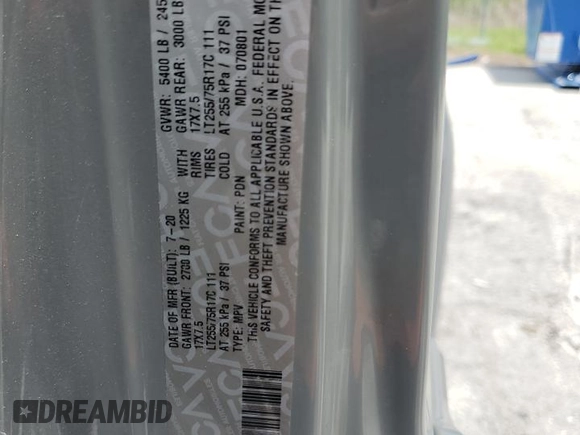 DATE OF MFR (BUILT): 7-20 GVWR: 5400 LB / 245
GAWR FRONT: 2700 LB / 1225 KG WITH GAWR REAR: 3000 LB
17X7.5 RIMS 17X7.5
LT255/75R17C 111 TIRES LT255/75R17C 111
AT 255 kPa / 37 PSI COLD AT 255 kPa / 37 PSI
TYPE: MPV PAINT: PDN MDH: 070801
THIS VEHICLE CONFORMS TO ALL APPLICABLE U.S.A. FEDERAL MO
SAFETY AND THEFT PREVENTION STANDARDS IN EFFECT ON
MANUFACTURE SHOWN ABOVE.
DREAMBID